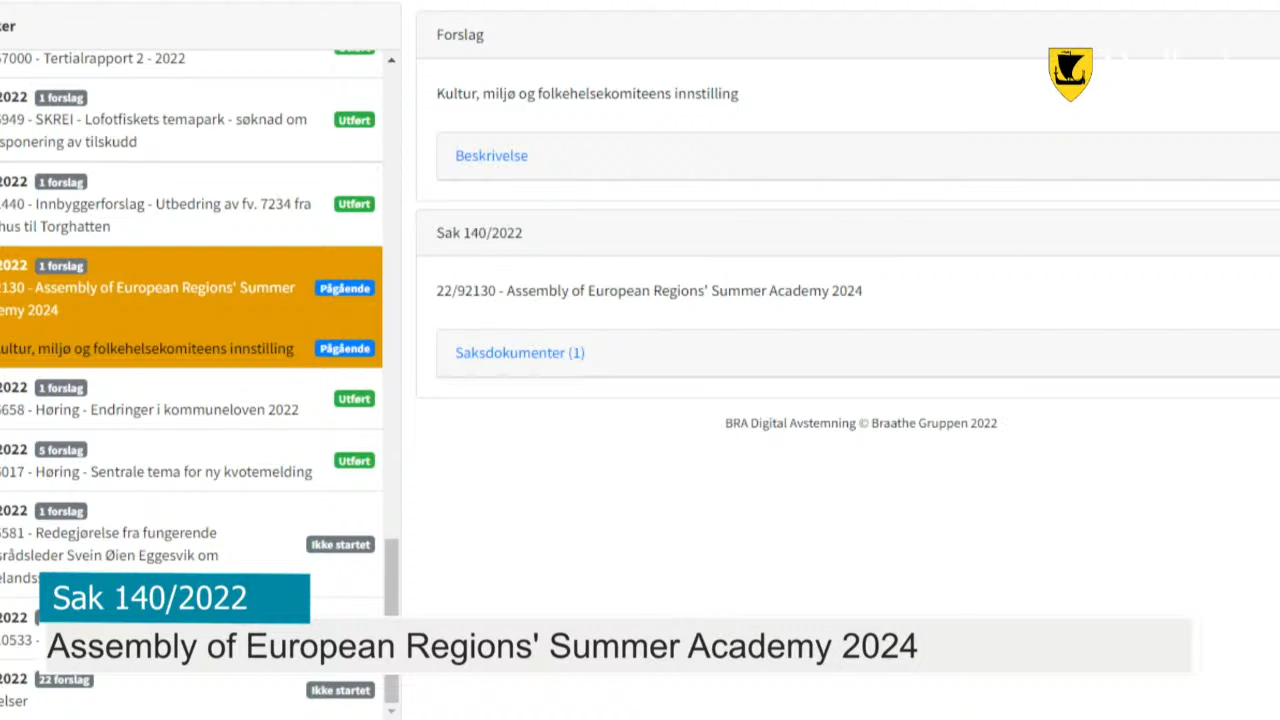 ker
57000 - Tertialrapport 2 - 2022
2022 1 forslag
5949 - SKREI - Lofotfiskets temapark - søknad om
sponering av tilskudd
Utført
2022 1 forslag
1440 - Innbyggerforslag - Utbedring av fv. 7234 fra
hus til Torghatten
Utført
2022 1 forslag
2130 - Assembly of European Regions' Summer
emy 2024
Pågående
ultur, miljø og folkehelsekomiteens innstilling
Pågående
2022 1 forslag
5658 - Høring - Endringer i kommuneloven 2022
Utført
2022 5 forslag
5017 - Høring - Sentrale tema for ny kvotemelding
Utført
2022 1 forslag
5581 - Redegjørelse fra fungerende
srådsleder Svein Øien Eggesvik om
elands
Ikke startet
2022
10533 -
2022 22 forslag
elser
Ikke startet
Forslag
Kultur, miljø og folkehelsekomiteens innstilling
Beskrivelse
Sak 140/2022
22/92130 - Assembly of European Regions' Summer Academy 2024
Saksdokumenter (1)
BRA Digital Avstemning © Braathe Gruppen 2022
Sak 140/2022
Assembly of European Regions' Summer Academy 2024